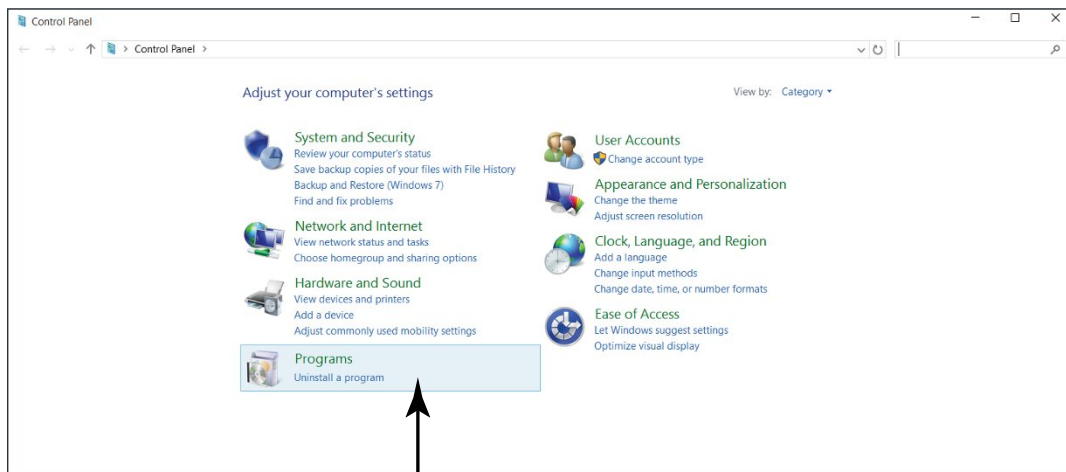 Control Panel
Control Panel
Adjust your computer's settings
View by: Category
System and Security
Review your computer's status
Save backup copies of your files with File History
Backup and Restore (Windows 7)
Find and fix problems
Network and Internet
View network status and tasks
Choose homegroup and sharing options
Hardware and Sound
View devices and printers
Add a device
Adjust commonly used mobility settings
Programs
Uninstall a program
User Accounts
Change account type
Appearance and Personalization
Change the theme
Adjust screen resolution
Clock, Language, and Region
Add a language
Change input methods
Change date, time, or number formats
Ease of Access
Let Windows suggest settings
Optimize visual display